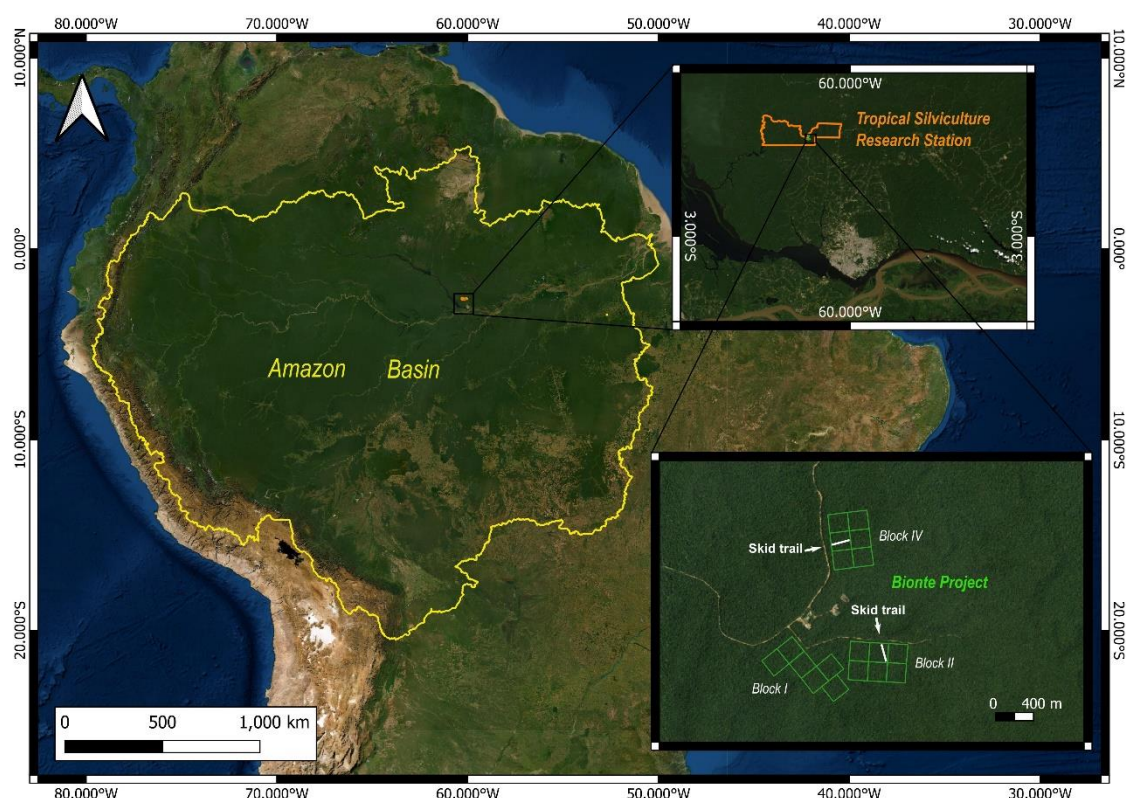 80.000°W 70.000°W 60.000°W 50.000°W 40.000°W 30.000°W
10.000°N 10.000°N
60.000°W
Tropical Silviculture
Research Station
3.000°S 3.000°S
60.000°W
0.000° 0.000°
Amazon Basin
10.000°S 10.000°S
Skid trail
Block IV
Bionte Project
Skid trail
Block I
Block II
0 400 m
20.000°S 20.000°S
0 500 1,000 km
80.000°W 70.000°W 60.000°W 50.000°W 40.000°W 30.000°W